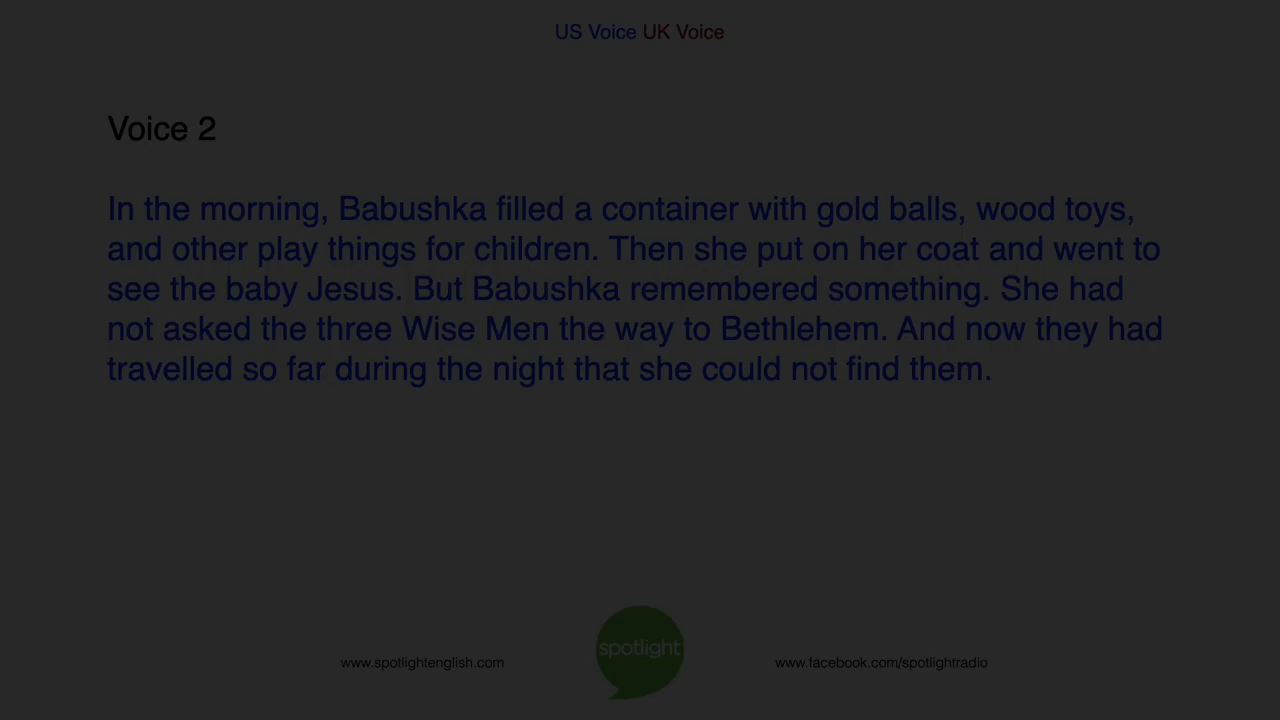 US Voice UK Voice
Voice 2
In the morning, Babushka filled a container with gold balls, wood toys,
and other play things for children. Then she put on her coat and went to
see the baby Jesus. But Babushka remembered something. She had
not asked the three Wise Men the way to Bethlehem. And now they had
travelled so far during the night that she could not find them.
spotlight
www.spotlightenglish.com
www.facebook.com/spotlightradio